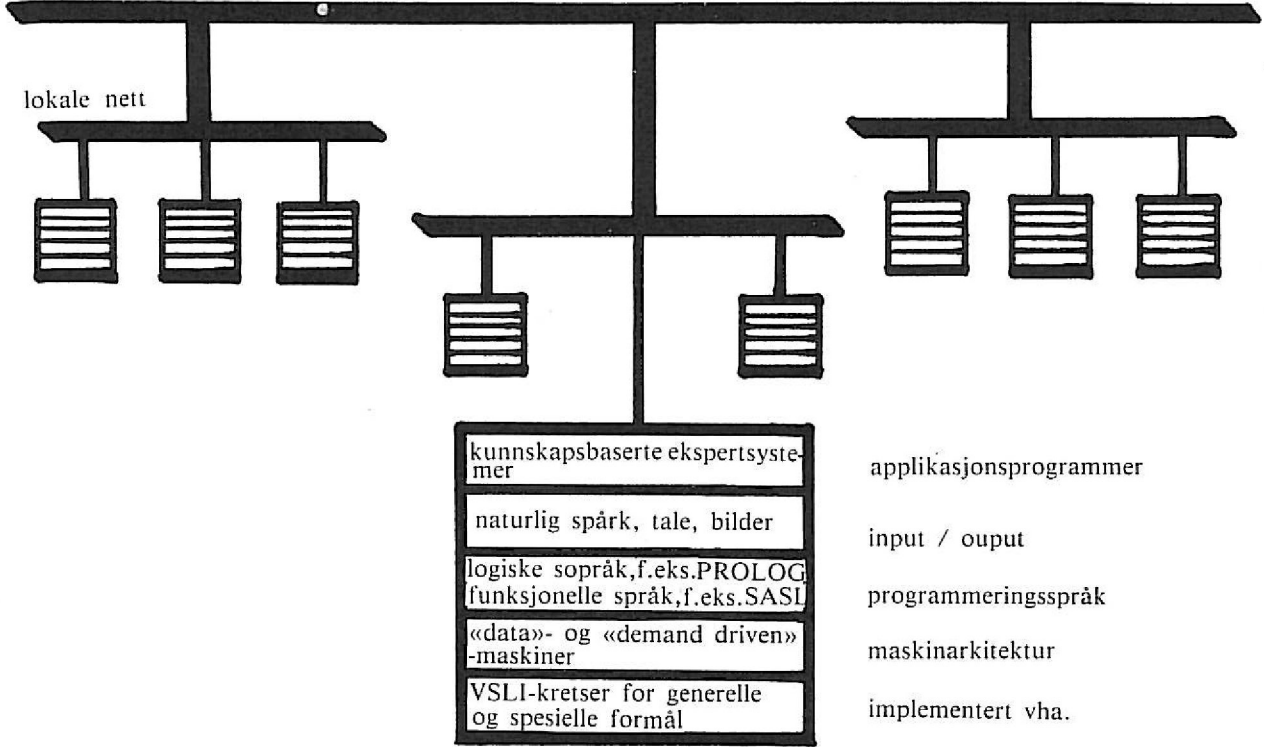 lokale nett
kunnskapsbaserte ekspertsyste-
mer
applikasjonsprogrammer
naturlig spårk, tale, bilder
input / ouput
logiske sopråk,f.eks.PROLOG
funksjonelle språk,f.eks.SASL
programmeringsspråk
«data»- og «demand driven»
-maskiner
maskinarkitektur
VSLI-kretser for generelle
og spesielle formål
implementert vha.